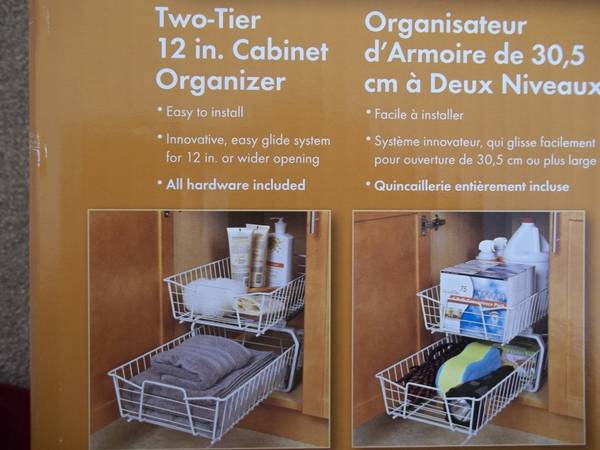 Two-Tier
12 in. Cabinet
Organizer
• Easy to install
• Innovative, easy glide system
for 12 in. or wider opening
• All hardware included
Organisateur
d'Armoire de 30,5
cm à Deux Niveaux
• Facile à installer
• Système innovateur, qui glisse facilement
pour ouverture de 30,5 cm ou plus large
• Quincaillerie entièrement incluse
75